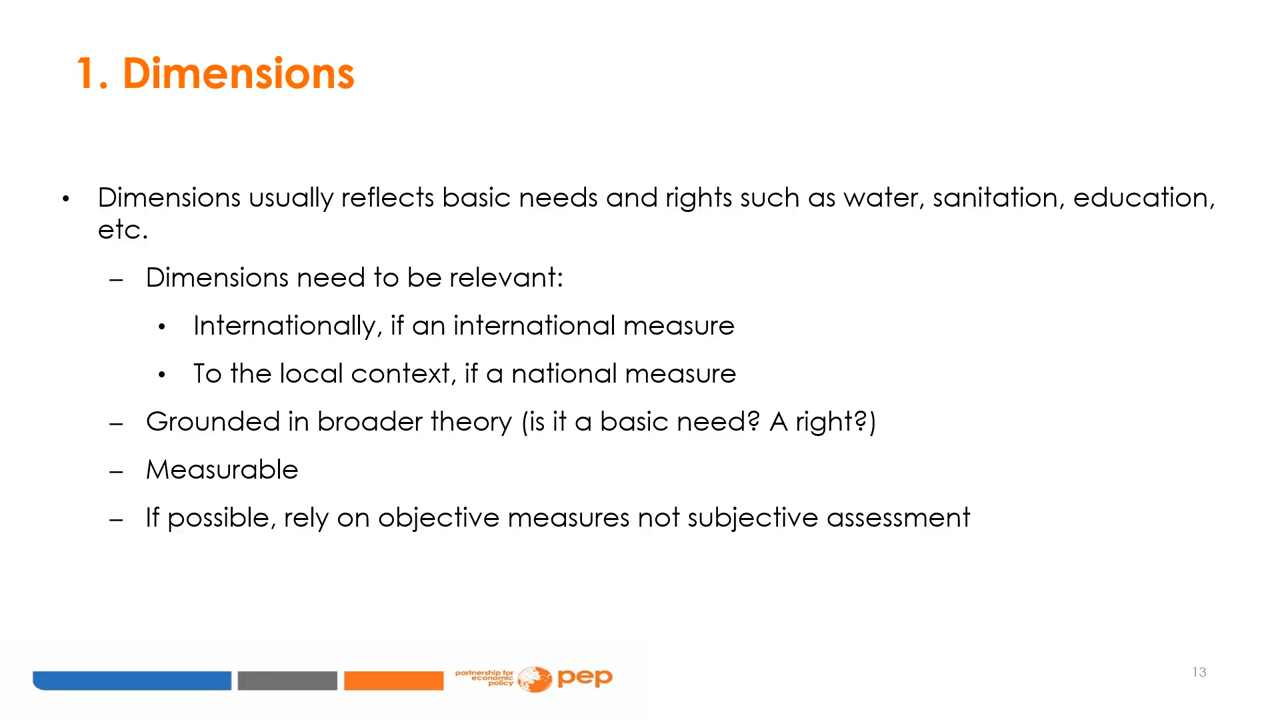 1. Dimensions
• Dimensions usually reflects basic needs and rights such as water, sanitation, education,
etc.
– Dimensions need to be relevant:
• Internationally, if an international measure
• To the local context, if a national measure
– Grounded in broader theory (is it a basic need? A right?)
– Measurable
– If possible, rely on objective measures not subjective assessment
partnership for
economic
policy
pep
13